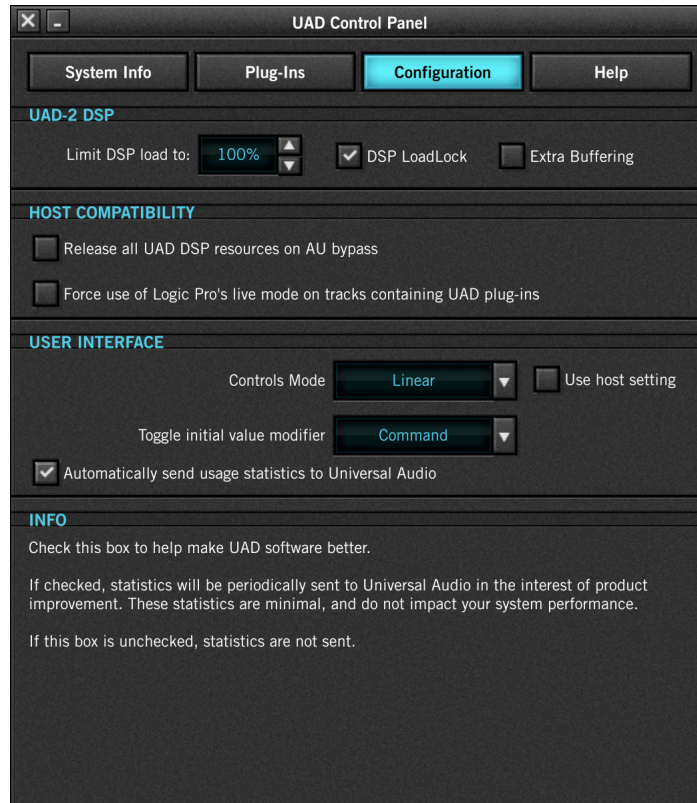 UAD Control Panel
System Info Plug-Ins Configuration Help
UAD-2 DSP
Limit DSP load to: 100% DSP LoadLock Extra Buffering
HOST COMPATIBILITY
Release all UAD DSP resources on AU bypass
Force use of Logic Pro's live mode on tracks containing UAD plug-ins
USER INTERFACE
Controls Mode Linear Use host setting
Toggle initial value modifier Command
Automatically send usage statistics to Universal Audio
INFO
Check this box to help make UAD software better.
If checked, statistics will be periodically sent to Universal Audio in the interest of product
improvement. These statistics are minimal, and do not impact your system performance.
If this box is unchecked, statistics are not sent.